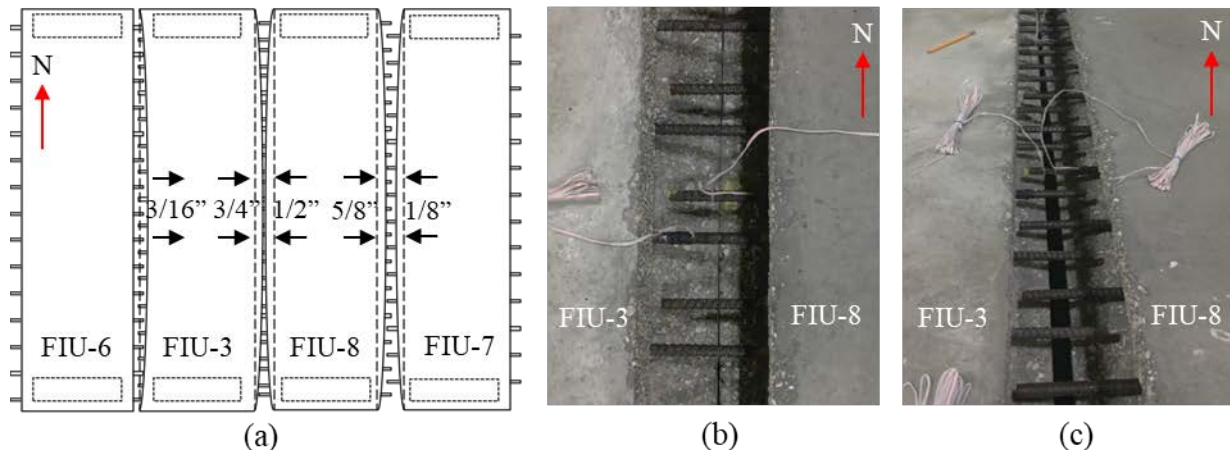 N
3/16” 3/4” 1/2” 5/8” 1/8”
FIU-6 FIU-3 FIU-8 FIU-7
(a)
N
FIU-3 FIU-8
(b)
N
FIU-3 FIU-8
(c)